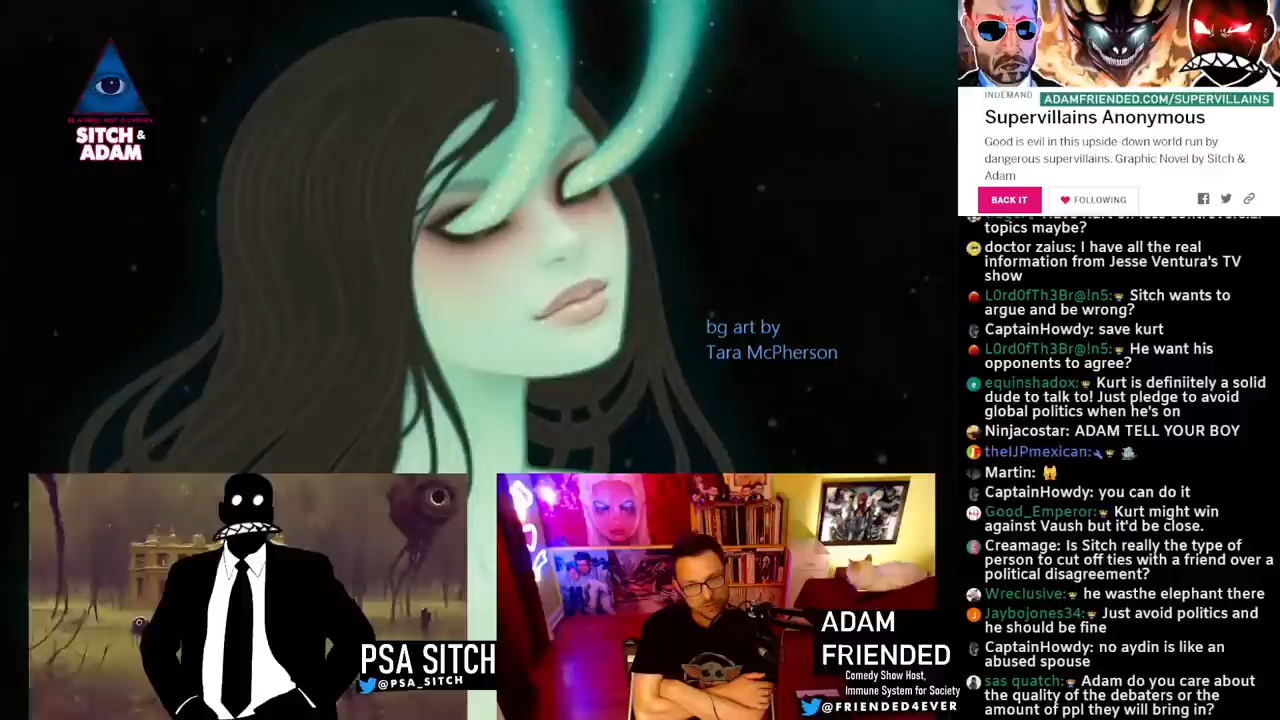 BE A HERO, NOT A CYPHER
SITCH &
ADAM
bg art by
Tara McPherson
PSA SITCH
@PSA_SITCH
ADAM
FRIENDED
Comedy Show Host,
Immune System for Society
@FRIENDED4EVER
INDEMAND
ADAMFRIENDED.COM/SUPERVILLAINS
Supervillains Anonymous
Good is evil in this upside-down world run by
dangerous supervillains. Graphic Novel by Sitch &
Adam
BACK IT
FOLLOWING
topics maybe?
doctor zaius: I have all the real
information from Jesse Ventura's TV
show
L0rd0fTh3Br@!n5: Sitch wants to
argue and be wrong?
CaptainHowdy: save kurt
L0rd0fTh3Br@!n5: He want his
opponents to agree?
equinshadox: Kurt is definiitely a solid
dude to talk to! Just pledge to avoid
global politics when he's on
Ninjacostar: ADAM TELL YOUR BOY
theIJPmexican:
Martin:
CaptainHowdy: you can do it
Good_Emperor: Kurt might win
against Vaush but it'd be close.
Creamage: Is Sitch really the type of
person to cut off ties with a friend over a
political disagreement?
Wreclusive: he wasthe elephant there
Jaybojones34: Just avoid politics and
he should be fine
CaptainHowdy: no aydin is like an
abused spouse
sas quatch: Adam do you care about
the quality of the debaters or the
amount of ppl they will bring in?